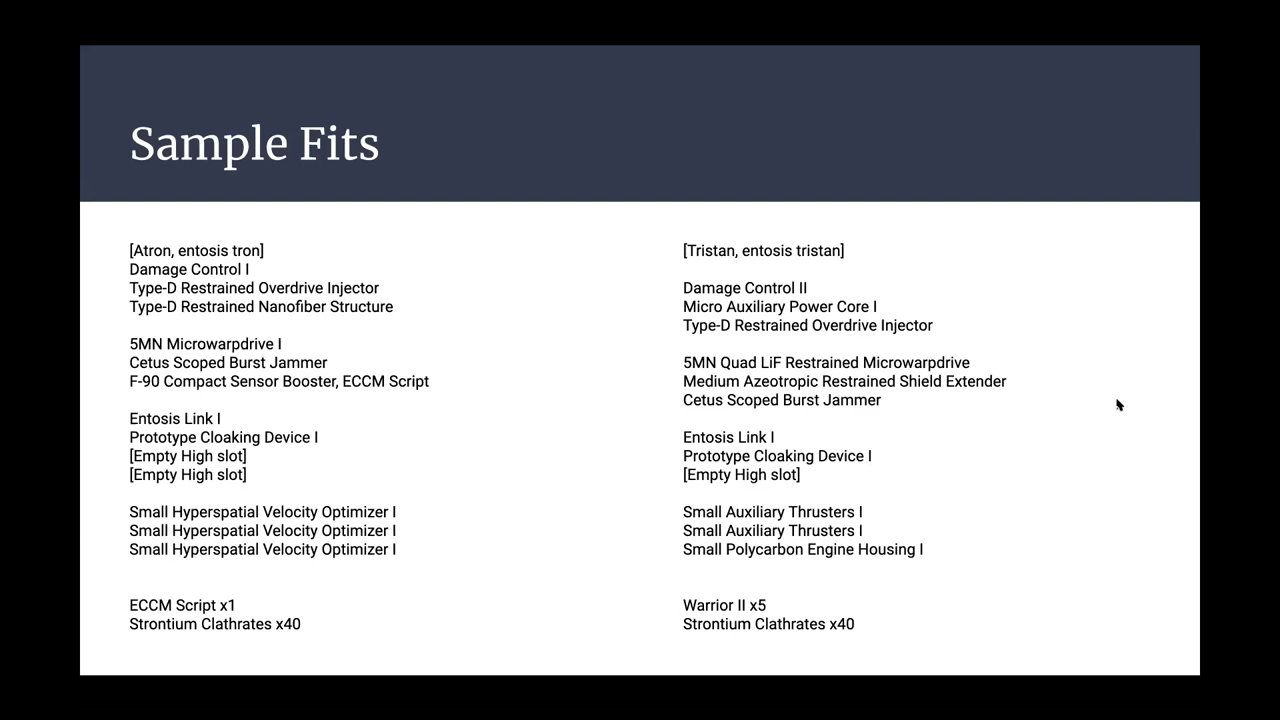 Sample Fits
[Atron, entosis tron]
Damage Control I
Type-D Restrained Overdrive Injector
Type-D Restrained Nanofiber Structure
5MN Microwarpdrive I
Cetus Scoped Burst Jammer
F-90 Compact Sensor Booster, ECCM Script
Entosis Link I
Prototype Cloaking Device I
[Empty High slot]
[Empty High slot]
Small Hyperspatial Velocity Optimizer I
Small Hyperspatial Velocity Optimizer I
Small Hyperspatial Velocity Optimizer I
ECCM Script x1
Strontium Clathrates x40
[Tristan, entosis tristan]
Damage Control II
Micro Auxiliary Power Core I
Type-D Restrained Overdrive Injector
5MN Quad LiF Restrained Microwarpdrive
Medium Azeotropic Restrained Shield Extender
Cetus Scoped Burst Jammer
Entosis Link I
Prototype Cloaking Device I
[Empty High slot]
Small Auxiliary Thrusters I
Small Auxiliary Thrusters I
Small Polycarbon Engine Housing I
Warrior II x5
Strontium Clathrates x40